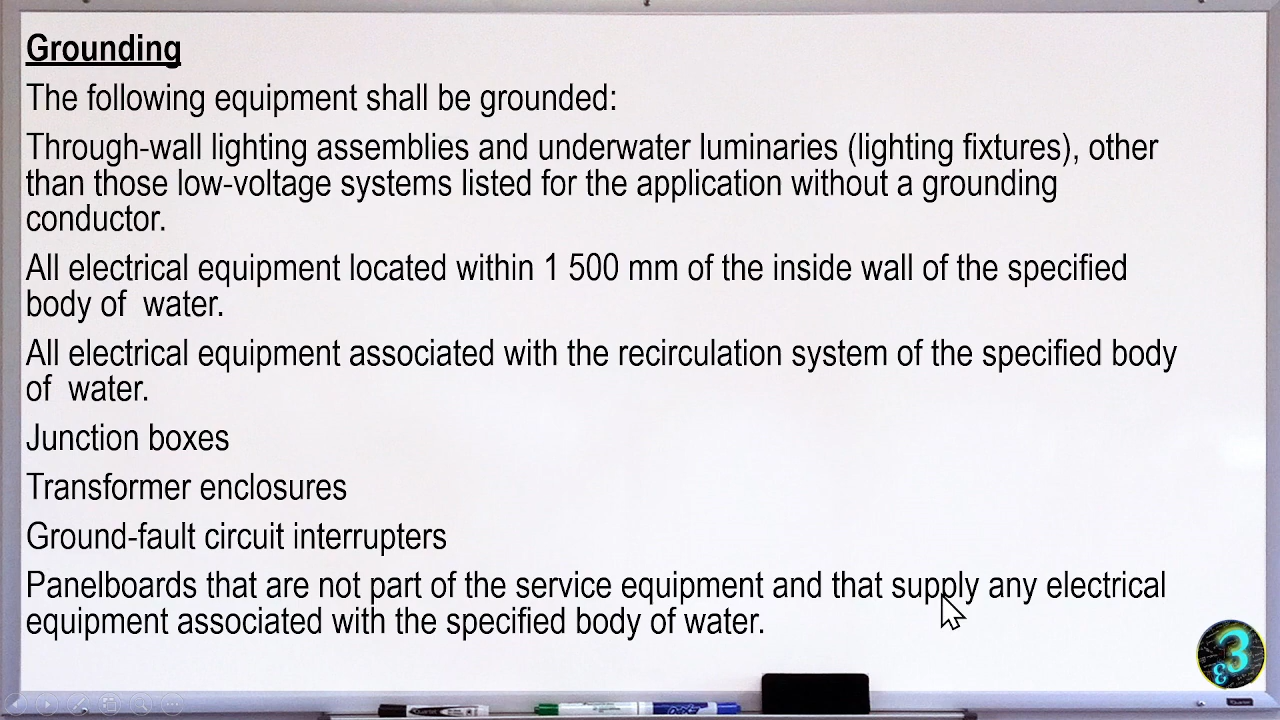 Grounding
The following equipment shall be grounded:
Through-wall lighting assemblies and underwater luminaries (lighting fixtures), other
than those low-voltage systems listed for the application without a grounding
conductor.
All electrical equipment located within 1 500 mm of the inside wall of the specified
body of  water.
All electrical equipment associated with the recirculation system of the specified body
of  water.
Junction boxes
Transformer enclosures
Ground-fault circuit interrupters
Panelboards that are not part of the service equipment and that supply any electrical
equipment associated with the specified body of water.
ε3